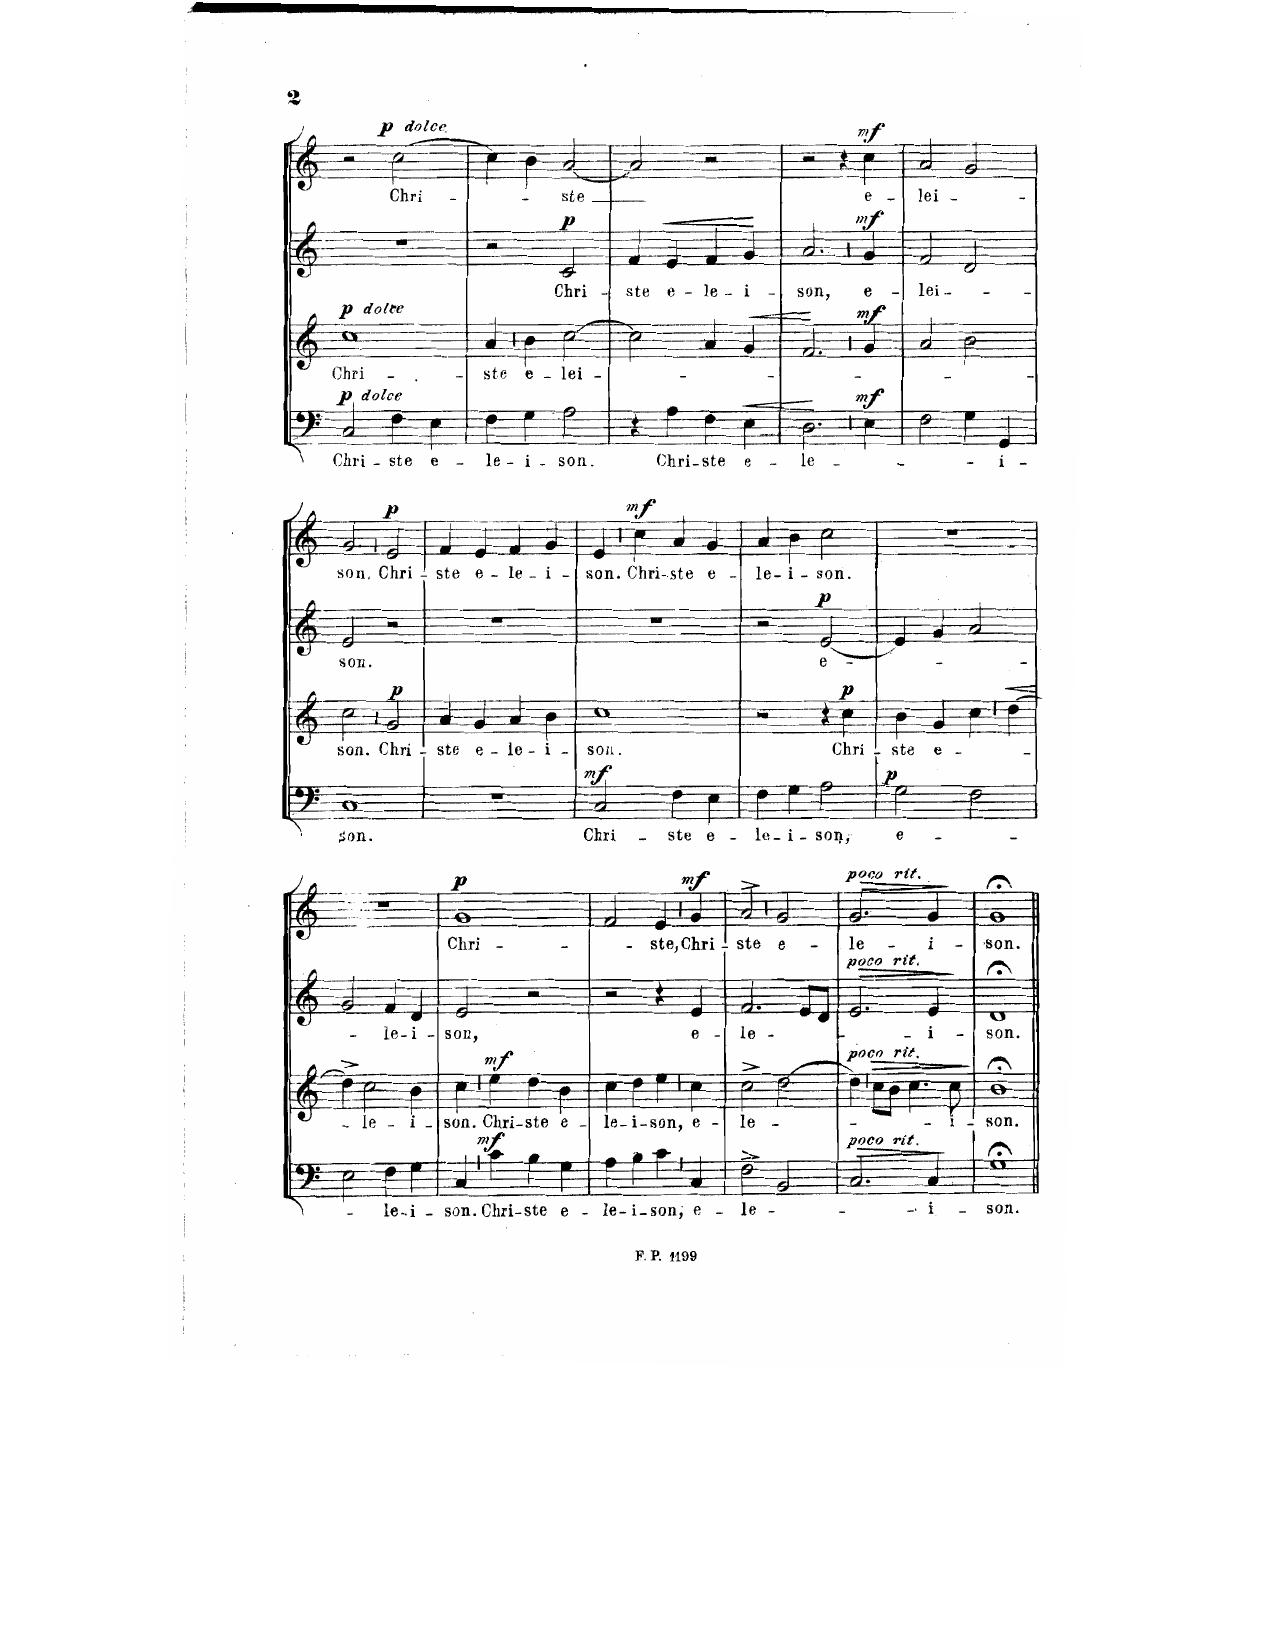 2
p dolce
mf
Chri - - ste e - lei - -
p
mf
Chri - ste e - le - i - son, e - lei - - -
p dolce
mf
Chri - - - ste e - lei - - - - - -
p dolce
mf
Chri - ste e - le - i - son. Chri - ste e - le - - - i -
p
mf
son. Chri - ste e - le - i - son. Chri - ste e - le - i - son.
p
son. e - - -
p
p
son. Chri - ste e - le - i - son. Chri - ste e - -
mf
p
son. Chri - ste e - le - i - son, e - - -
p
mf
poco rit.
Chri - - - ste, Chri - ste e - le - i - son.
poco rit.
- le - i - son, e - le - - - i - son.
mf
poco rit.
- le - i - son. Chri - ste e - le - i - son, e - le - - - - i - son.
mf
poco rit.
- le - i - son. Chri - ste e - le - i - son, e - le - - - i - son.
F. P. 1199